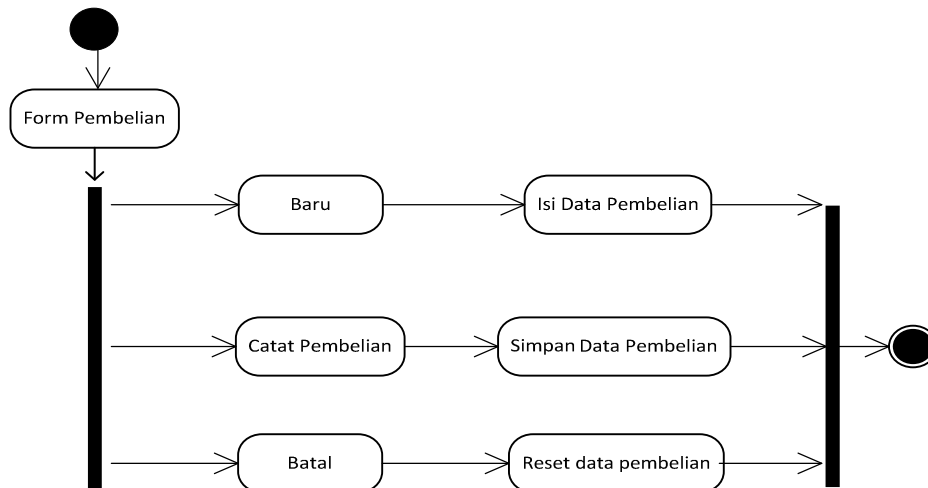 Form Pembelian
Baru
Isi Data Pembelian
Catat Pembelian
Simpan Data Pembelian
Batal
Reset data pembelian